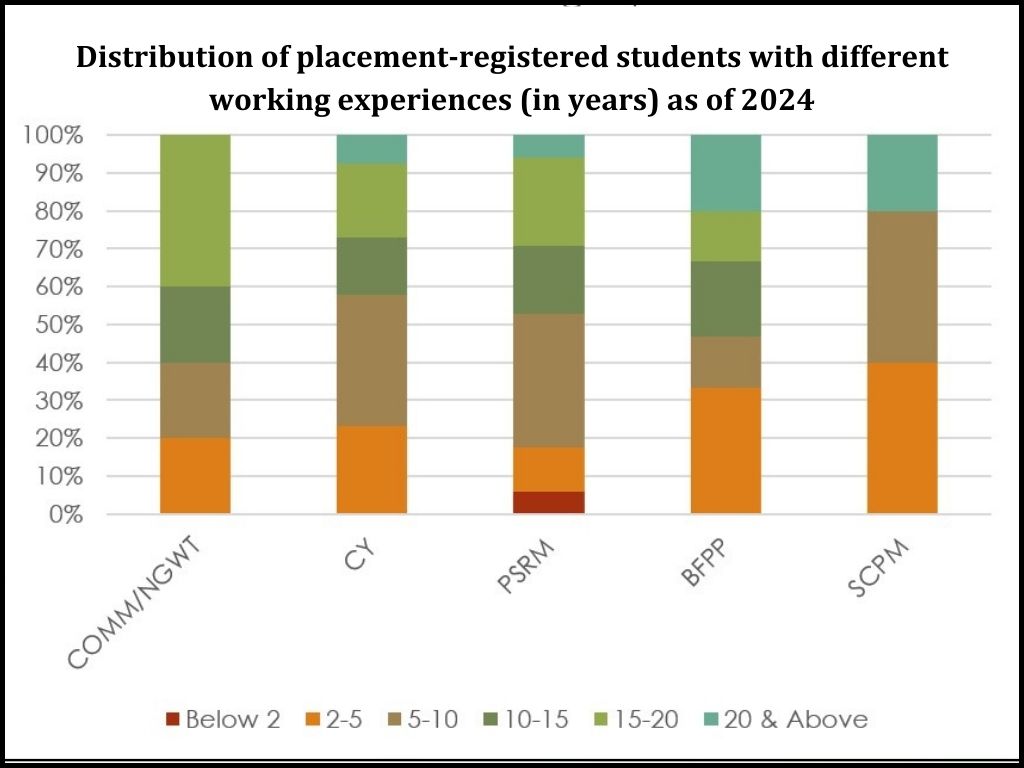 Distribution of placement-registered students with different
working experiences (in years) as of 2024
100%
90%
80%
70%
60%
50%
40%
30%
20%
10%
0%
COMM/NGWT
CY
PSRM
BFPP
SCPM
Below 2 2-5 5-10 10-15 15-20 20 & Above